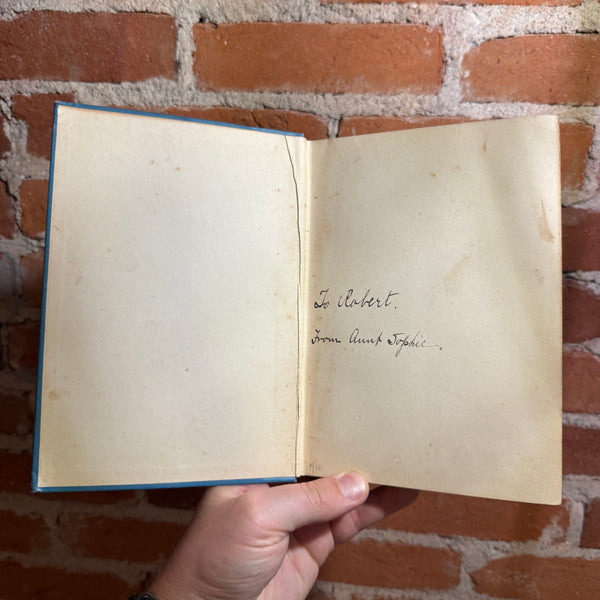 To Robert.
From Aunt Sophie.